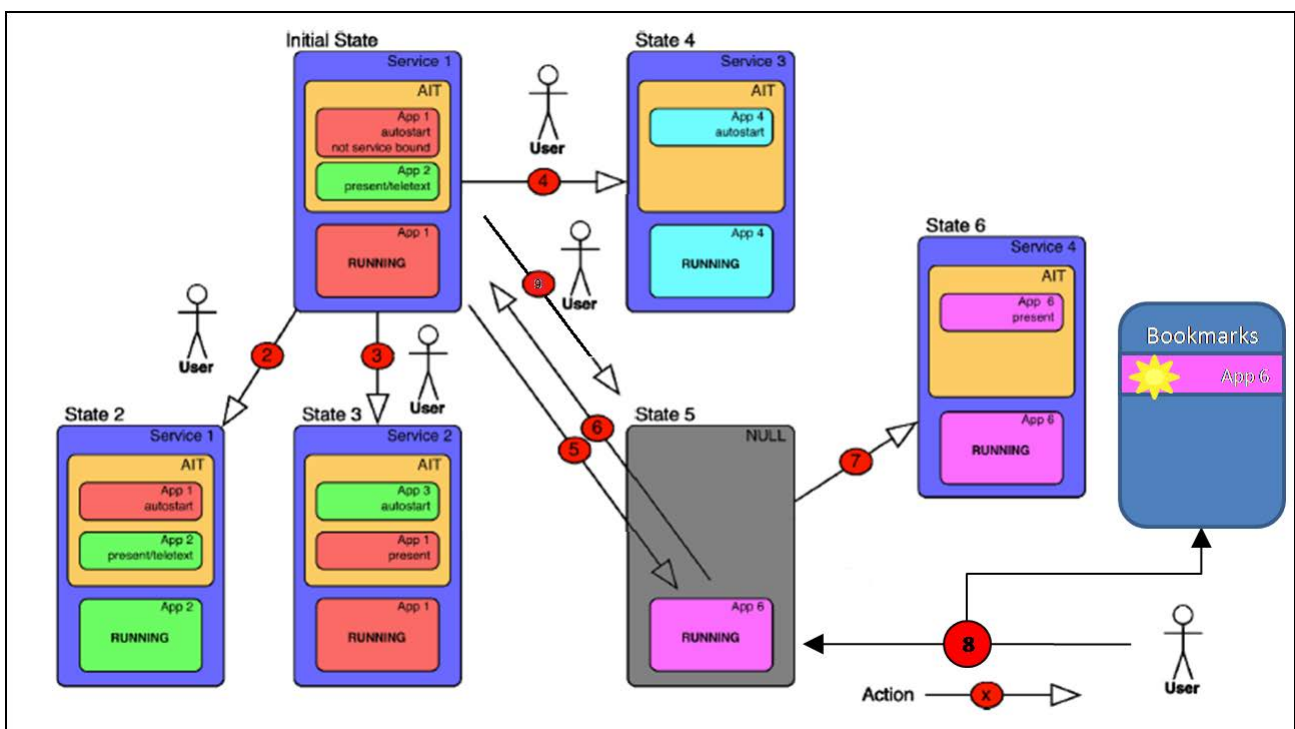 Initial State
Service 1
AIT
App 1
autostart
not service bound
App 2
present/teletext
App 1
RUNNING
User
4
State 4
Service 3
AIT
App 4
autostart
App 4
RUNNING
9
User
State 6
Service 4
AIT
App 6
present
App 6
RUNNING
Bookmarks
App 6
User
2
3
User
6
5
7
State 2
Service 1
AIT
App 1
autostart
App 2
present/teletext
App 2
RUNNING
State 3
Service 2
AIT
App 3
autostart
App 1
present
App 1
RUNNING
State 5
NULL
App 6
RUNNING
8
User
Action
x